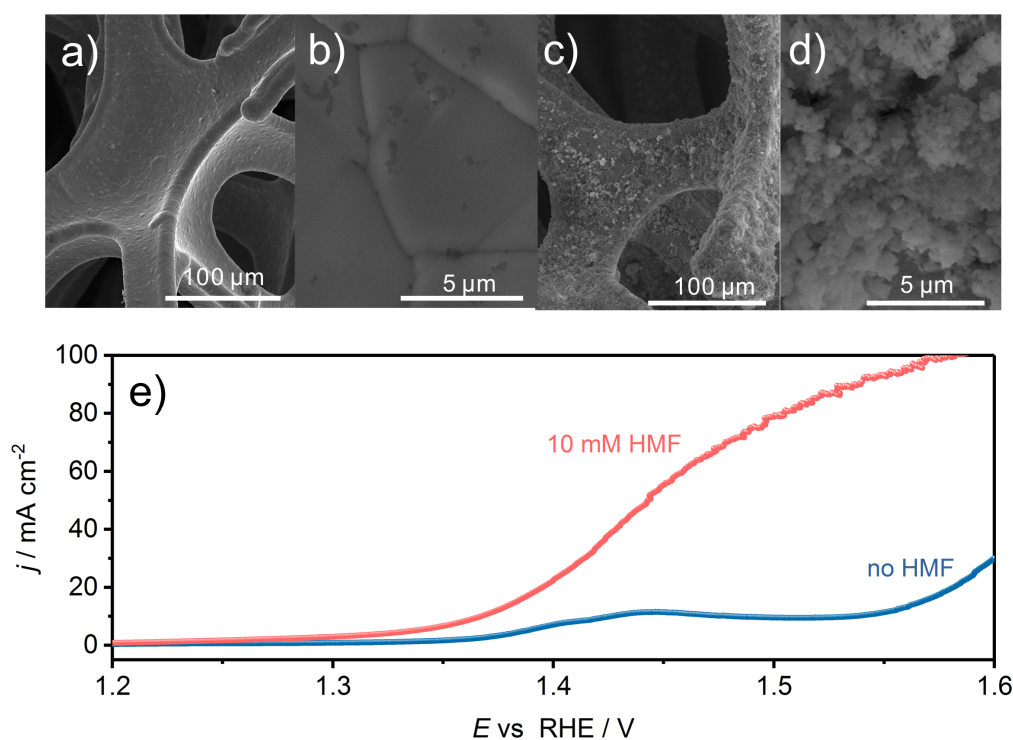 a) b) c) d)
100 µm 5 µm 100 µm 5 µm
e)
100
80
60
40
20
0
j / mA cm⁻²
10 mM HMF
no HMF
1.2 1.3 1.4 1.5 1.6
E vs RHE / V